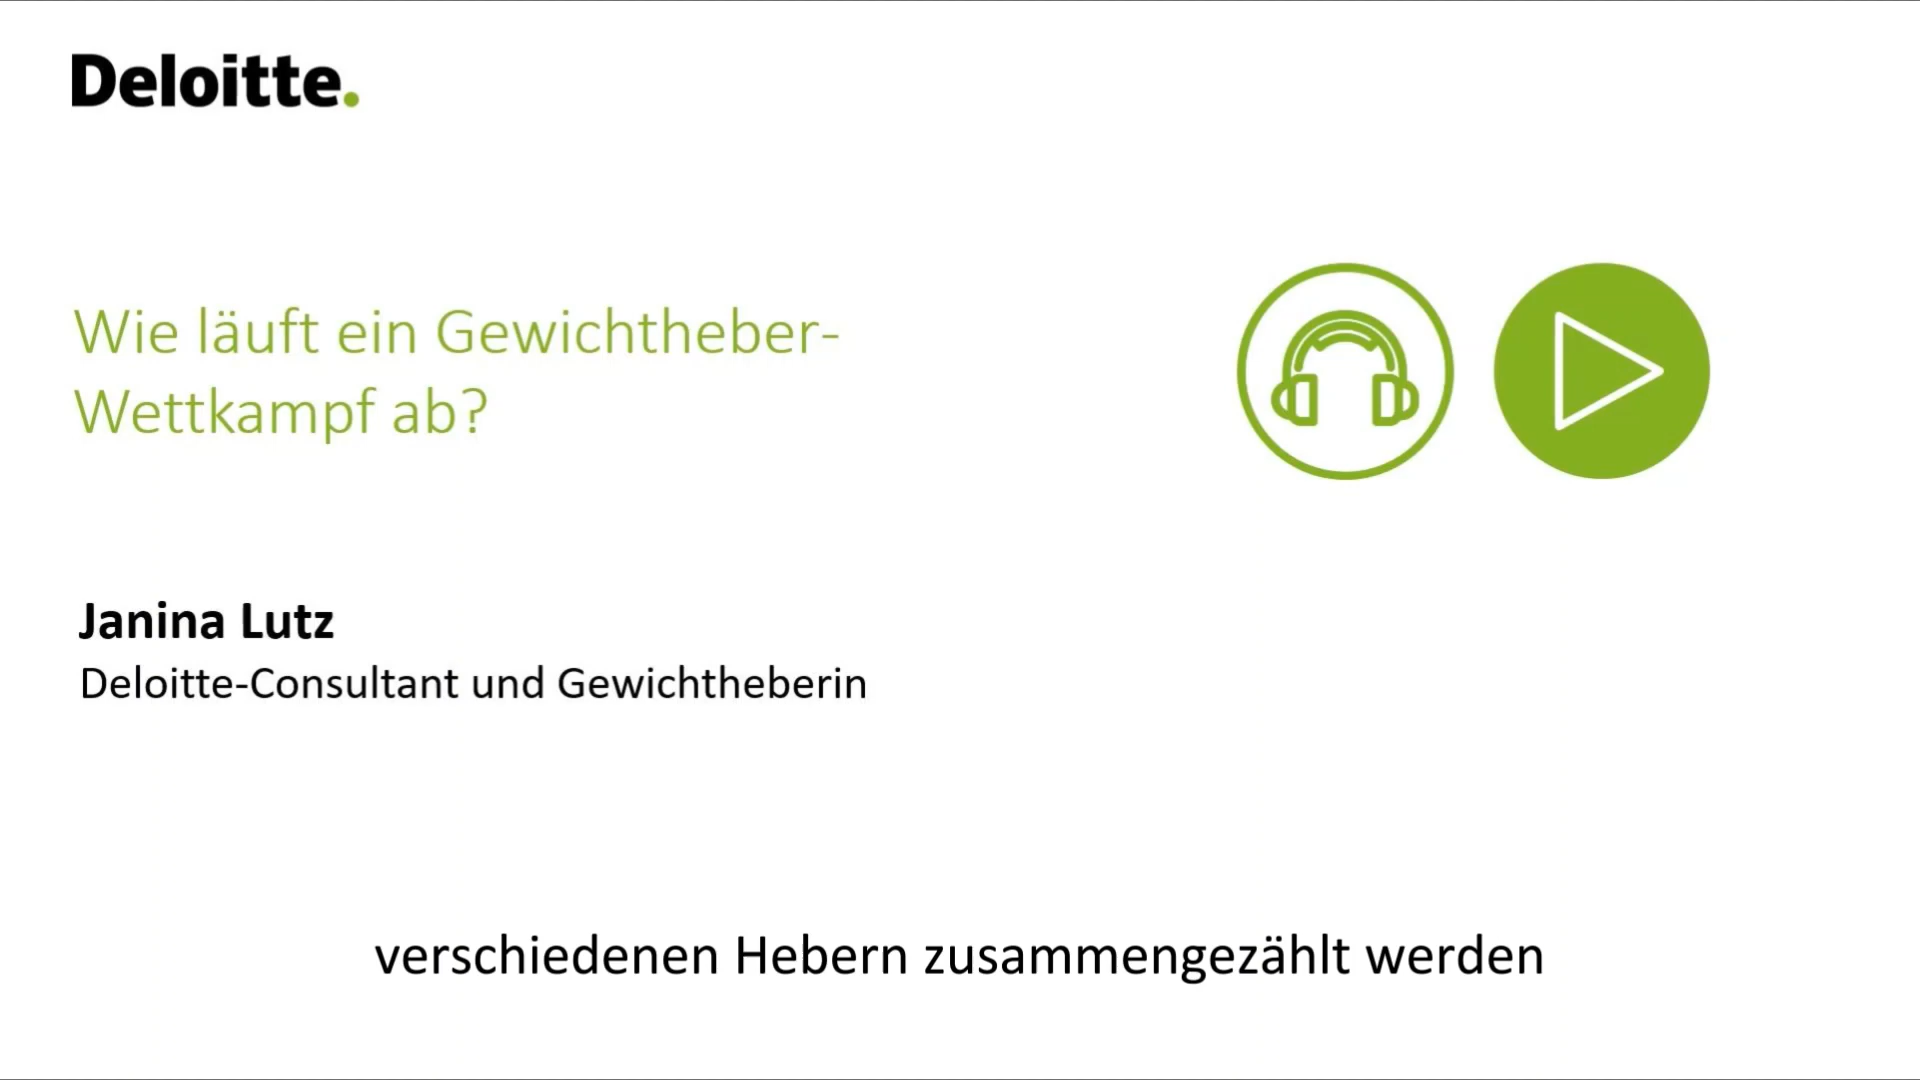 Deloitte.
Wie läuft ein Gewichtheber-
Wettkampf ab?
Janina Lutz
Deloitte-Consultant und Gewichtheberin
verschiedenen Hebern zusammengezählt werden